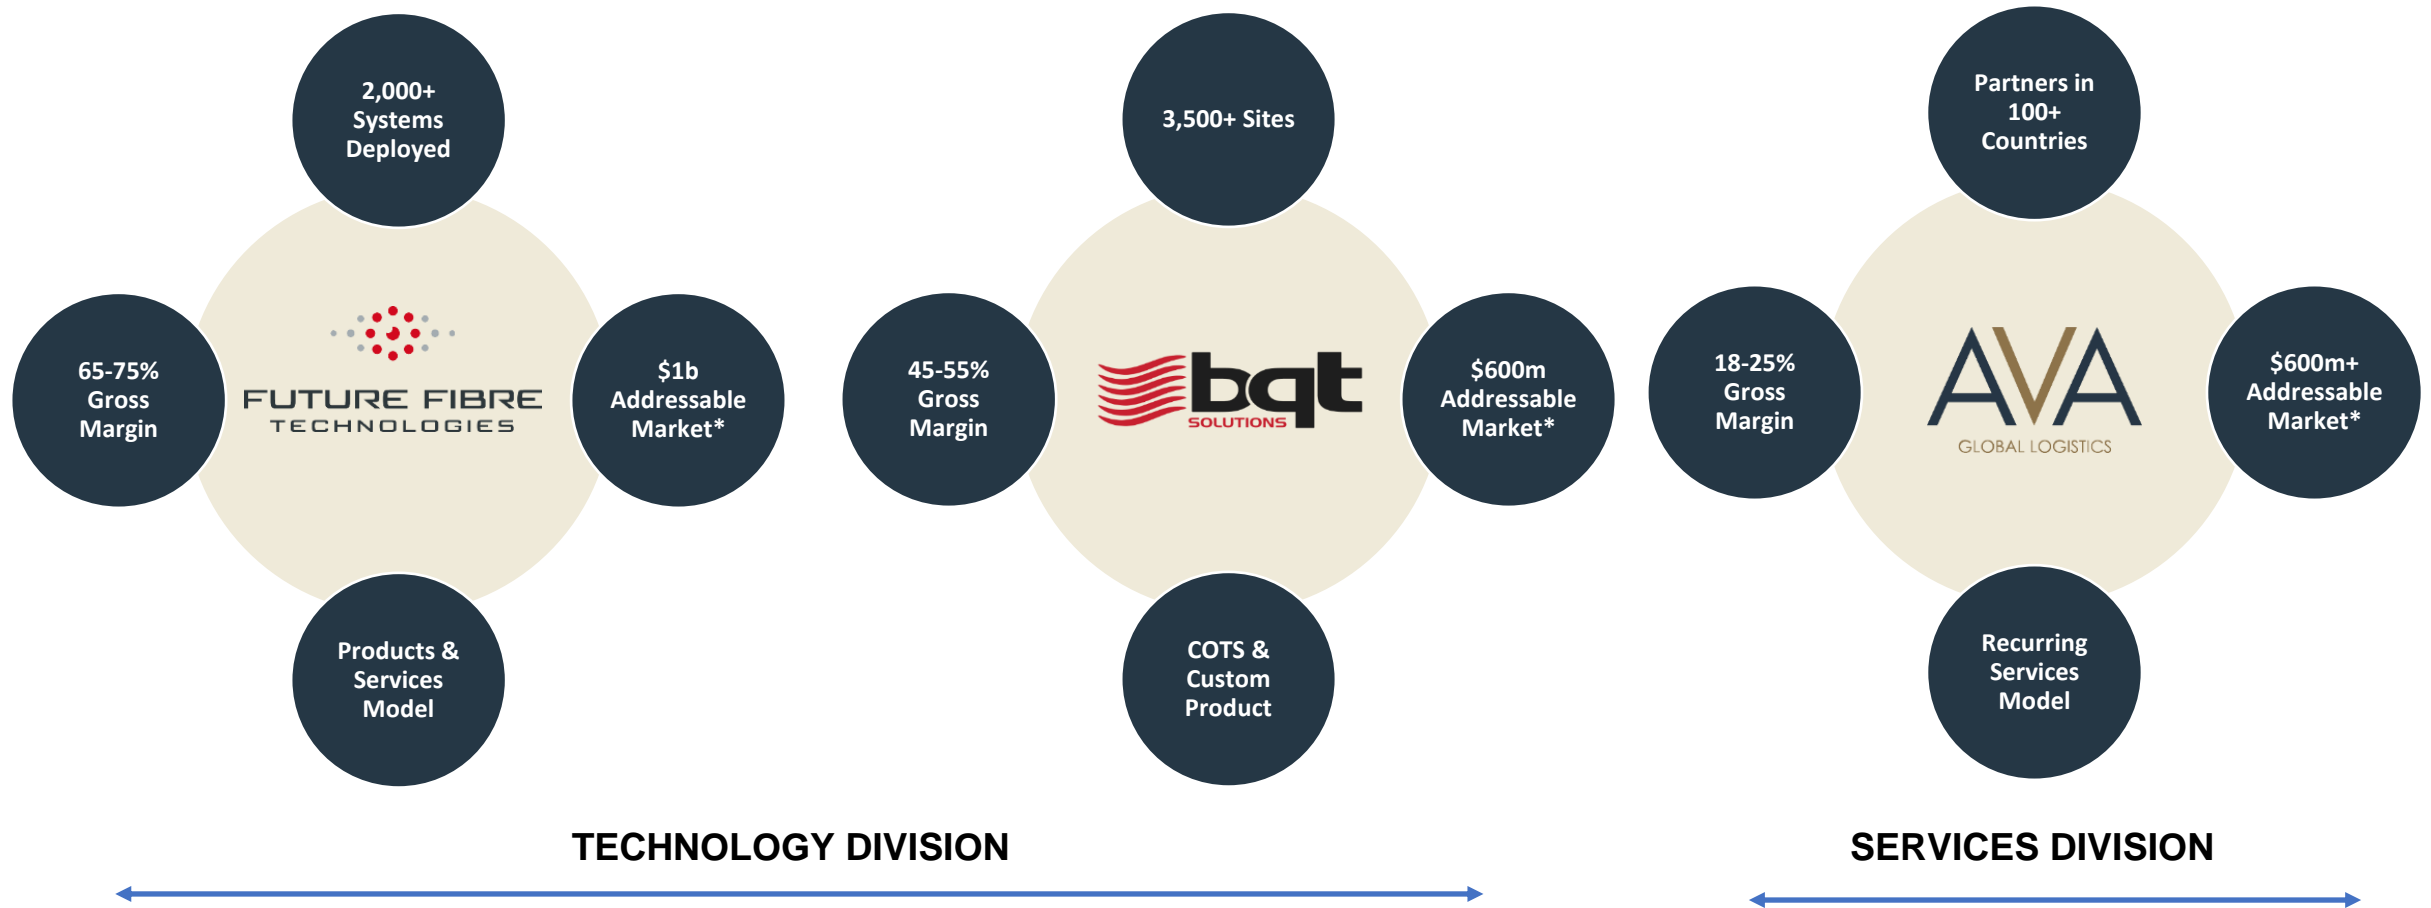 2,000+
Systems
Deployed
65-75%
Gross
Margin
FUTURE FIBRE
TECHNOLOGIES
$1b
Addressable
Market*
Products &
Services
Model
3,500+ Sites
45-55%
Gross
Margin
bqt
SOLUTIONS
$600m
Addressable
Market*
COTS &
Custom
Product
Partners in
100+
Countries
18-25%
Gross
Margin
AVA
GLOBAL LOGISTICS
$600m+
Addressable
Market*
Recurring
Services
Model
TECHNOLOGY DIVISION
SERVICES DIVISION